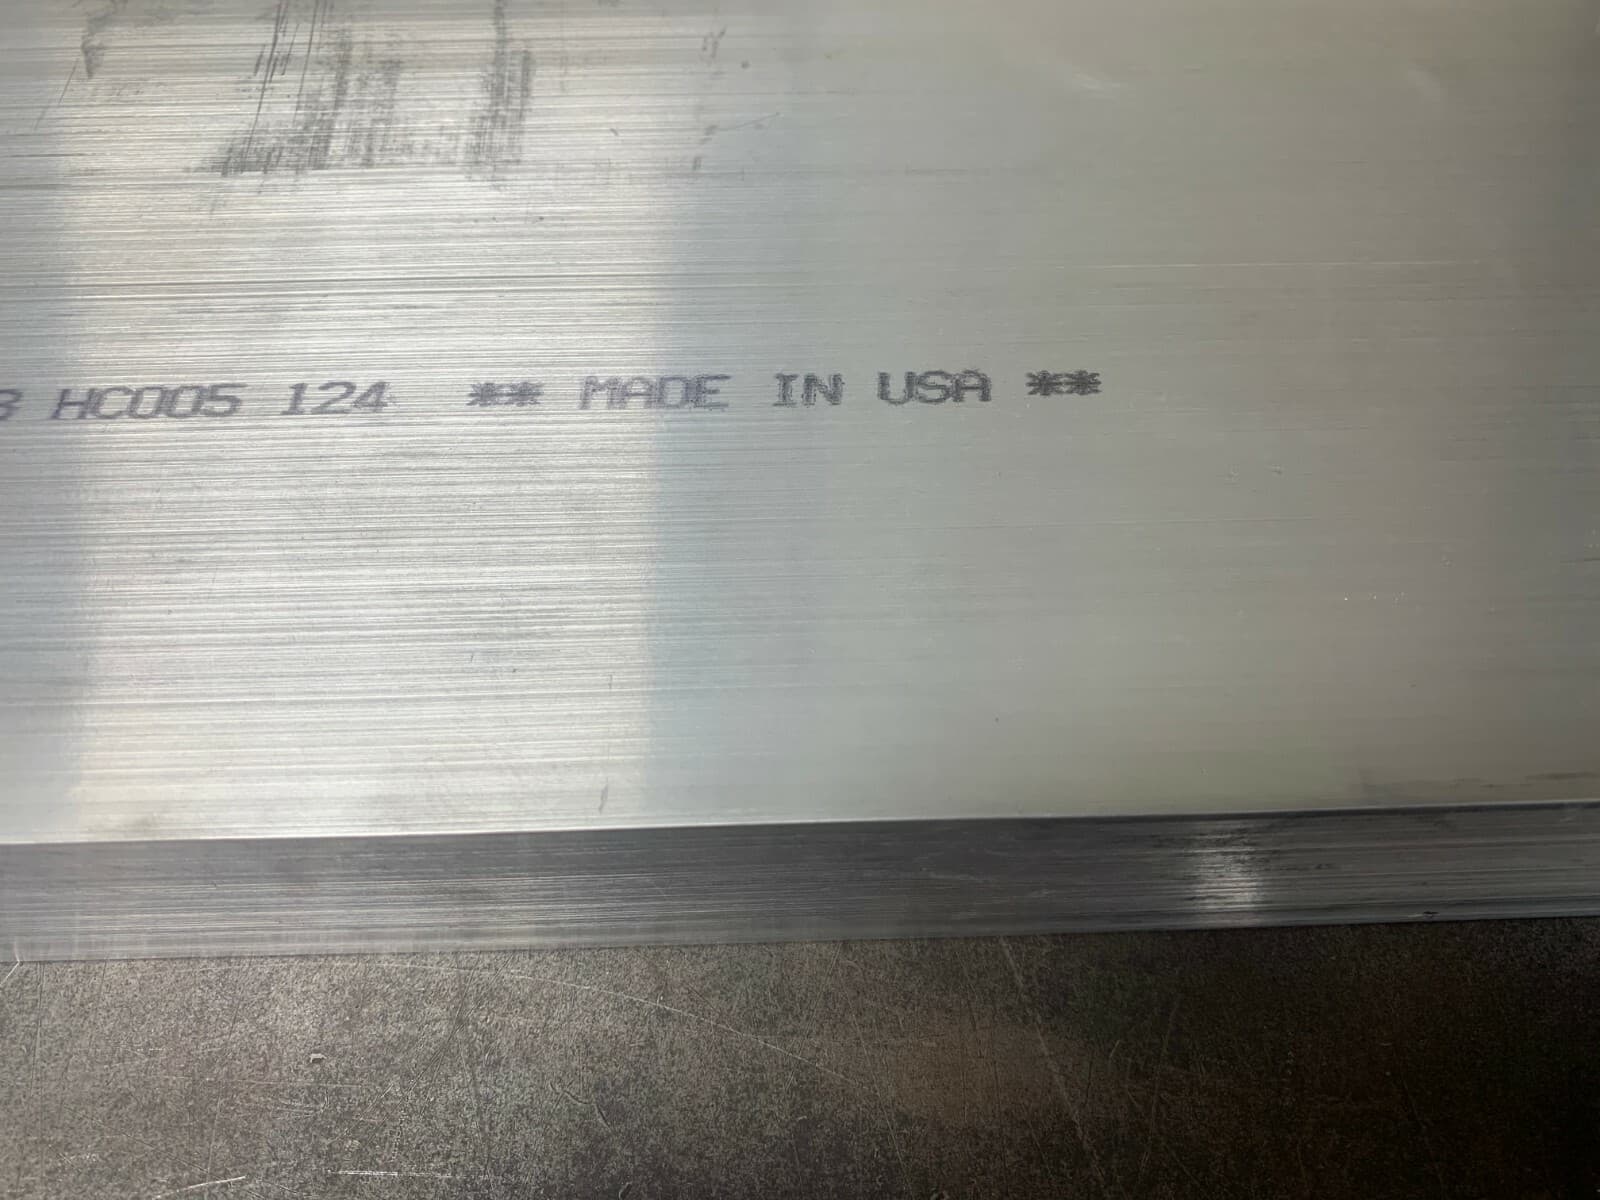 HC005 124 ** MADE IN USA **